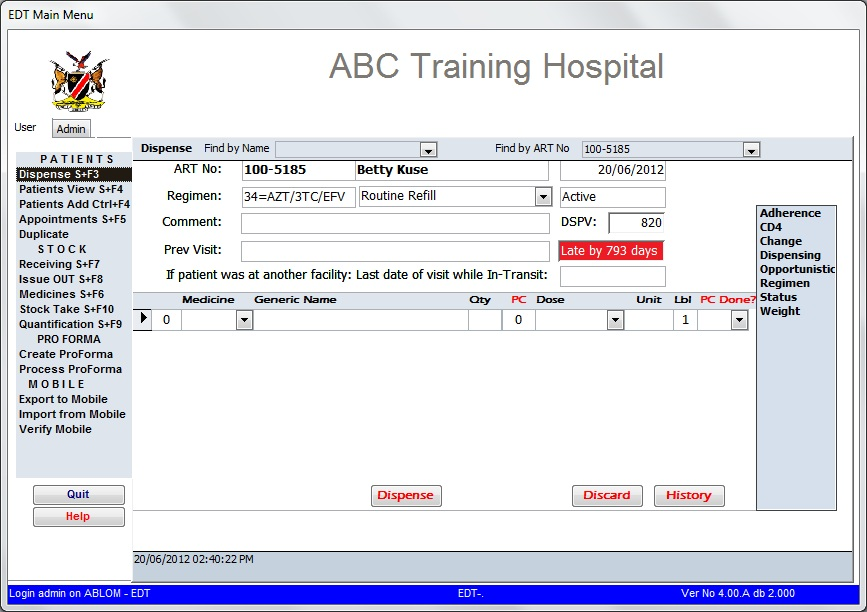 EDT Main Menu
ABC Training Hospital
User Admin
Dispense Find by Name Find by ART No 100-5185
PATIENTS
Dispense S+F3
Patients View S+F4
Patients Add Ctrl+F4
Appointments S+F5
Duplicate
STOCK
Receiving S+F7
Issue OUT S+F8
Medicines S+F6
Stock Take S+F10
Quantification S+F9
PRO FORMA
Create ProForma
Process ProForma
MOBILE
Export to Mobile
Import from Mobile
Verify Mobile
Quit
Help
ART No: 100-5185 Betty Kuse 20/06/2012
Regimen: 34=AZT/3TC/EFV Routine Refill Active
Comment: DSPV: 820
Prev Visit: Late by 793 days
If patient was at another facility: Last date of visit while In-Transit:
Medicine Generic Name Qty PC Dose Unit Lbl PC Done?
0 0 1
Adherence
CD4
Change
Dispensing
Opportunistic
Regimen
Status
Weight
Dispense Discard History
20/06/2012 02:40:22 PM
Login admin on ABLOM - EDT EDT-. Ver No 4.00.A db 2.000